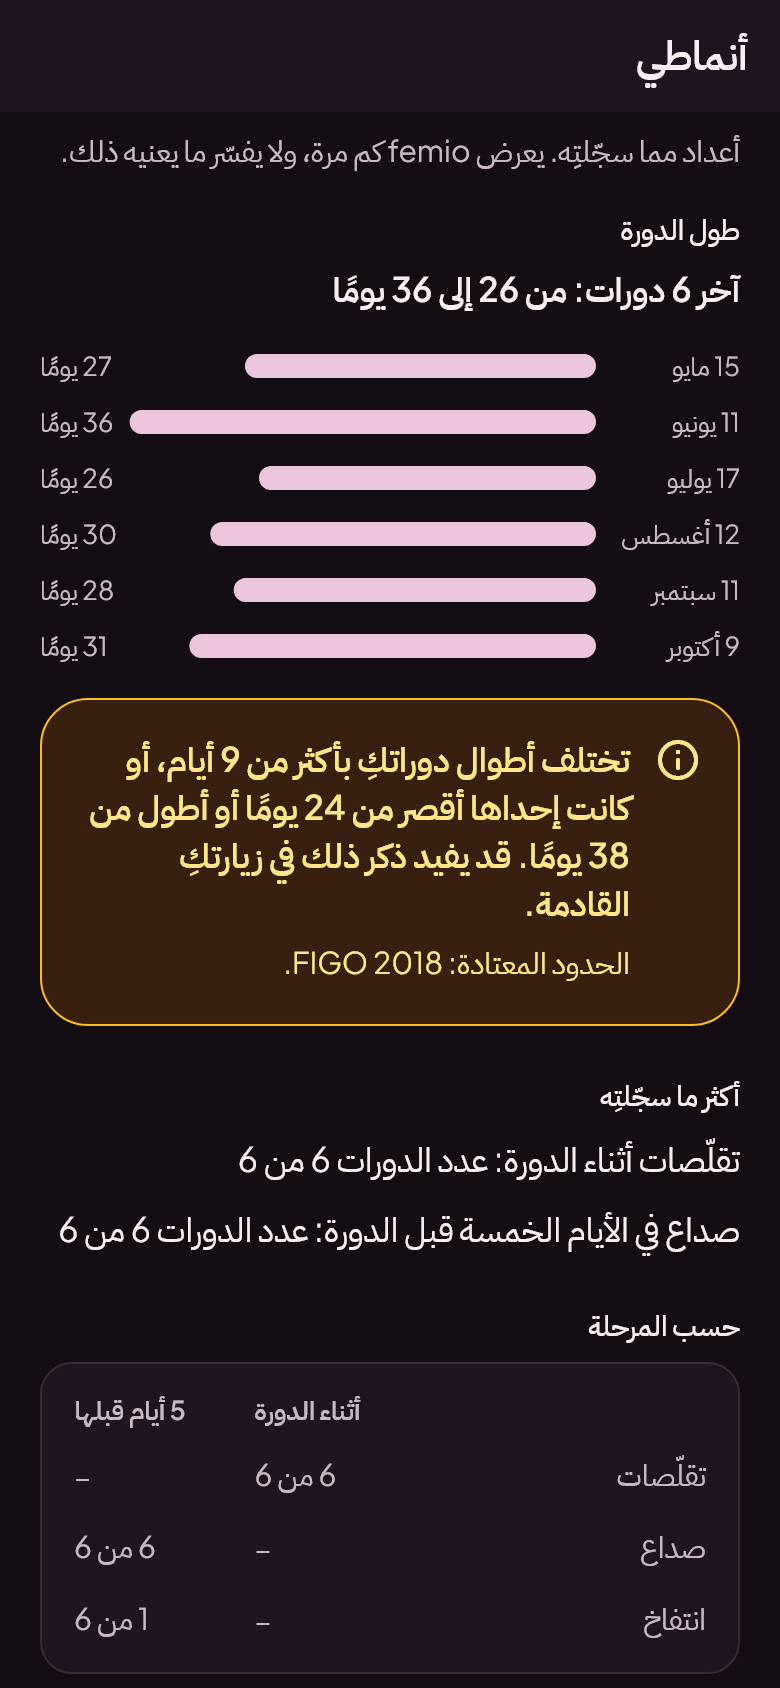 أنماطي
أعداد مما سجّلتِه. يعرض femio كم مرة، ولا يفسّر ما يعنيه ذلك.
طول الدورة
آخر 6 دورات: من 26 إلى 36 يومًا
15 مايو 27 يومًا
11 يونيو 36 يومًا
17 يوليو 26 يومًا
12 أغسطس 30 يومًا
11 سبتمبر 28 يومًا
9 أكتوبر 31 يومًا
تختلف أطوال دوراتكِ بأكثر من 9 أيام، أو
كانت إحداها أقصر من 24 يومًا أو أطول من
38 يومًا. قد يفيد ذكر ذلك في زيارتكِ
القادمة.
الحدود المعتادة: FIGO 2018.
أكثر ما سجّلتِه
تقلّصات أثناء الدورة: عدد الدورات 6 من 6
صداع في الأيام الخمسة قبل الدورة: عدد الدورات 6 من 6
حسب المرحلة
أثناء الدورة 5 أيام قبلها
تقلّصات 6 من 6 –
صداع – 6 من 6
انتفاخ – 1 من 6